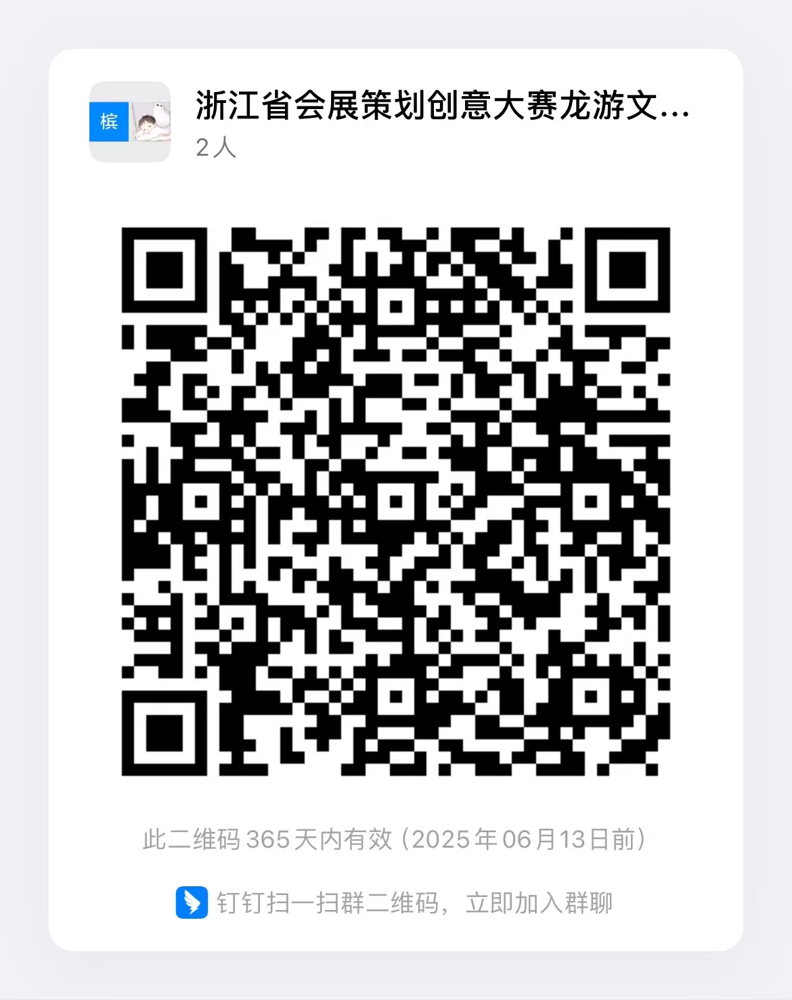 槟
浙江省会展策划创意大赛龙游文...
2人
此二维码365天内有效（2025年06月13日前）
钉钉扫一扫群二维码，立即加入群聊